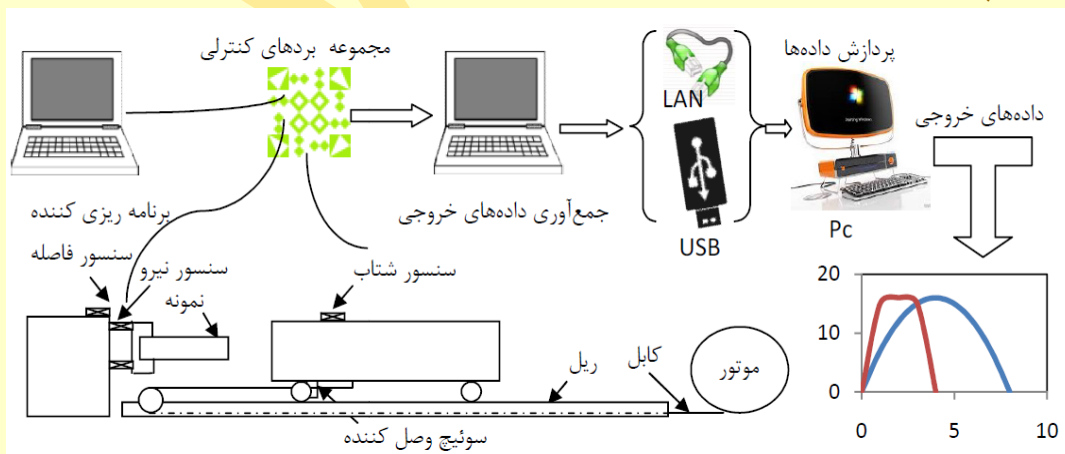 مجموعه بردهای کنترلی
پردازش داده‌ها
LAN
داده‌های خروجی
برنامه ریزی کننده
جمع‌آوری داده‌های خروجی
USB
Pc
سنسور فاصله
سنسور نیرو
نمونه
سنسور شتاب
ریل
کابل
موتور
سوئیچ وصل کننده
20
10
0
0
5
10